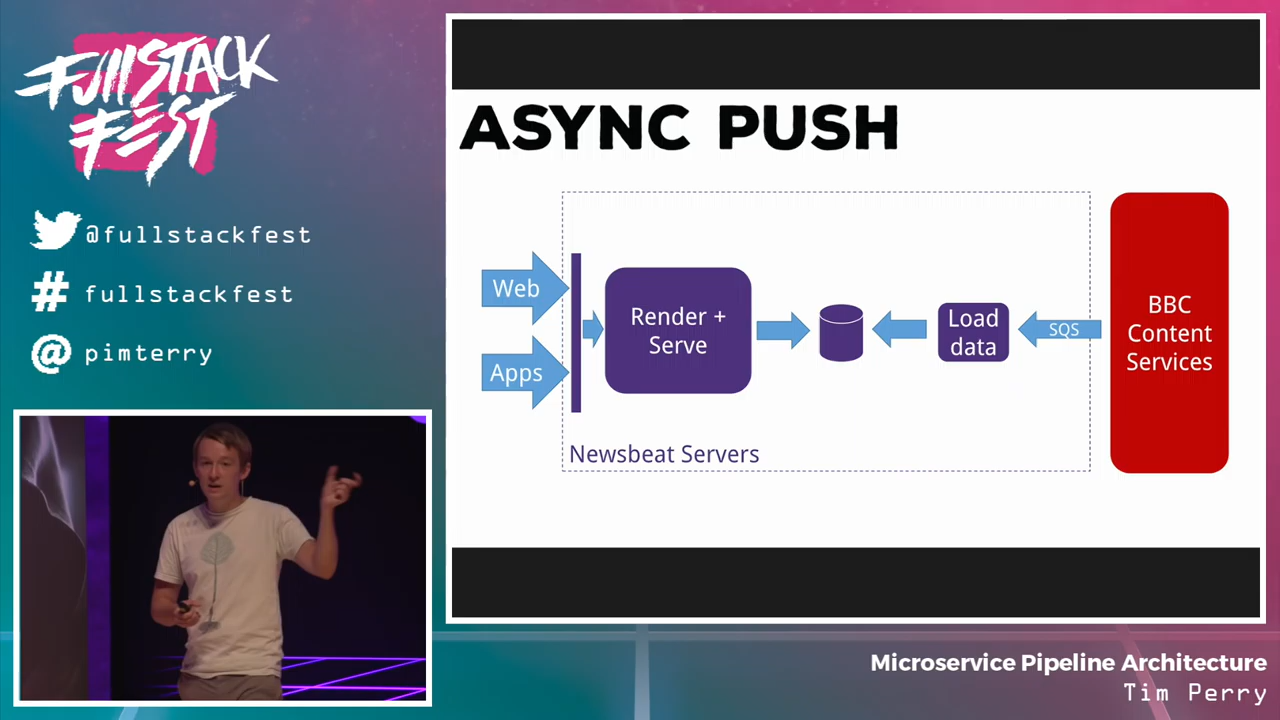 FullSTACK
FEST
@fullstackfest
# fullstackfest
@ pimterry
ASYNC PUSH
Web
Apps
Render +
Serve
Load
data
SQS
BBC
Content
Services
Newsbeat Servers
Microservice Pipeline Architecture
Tim Perry